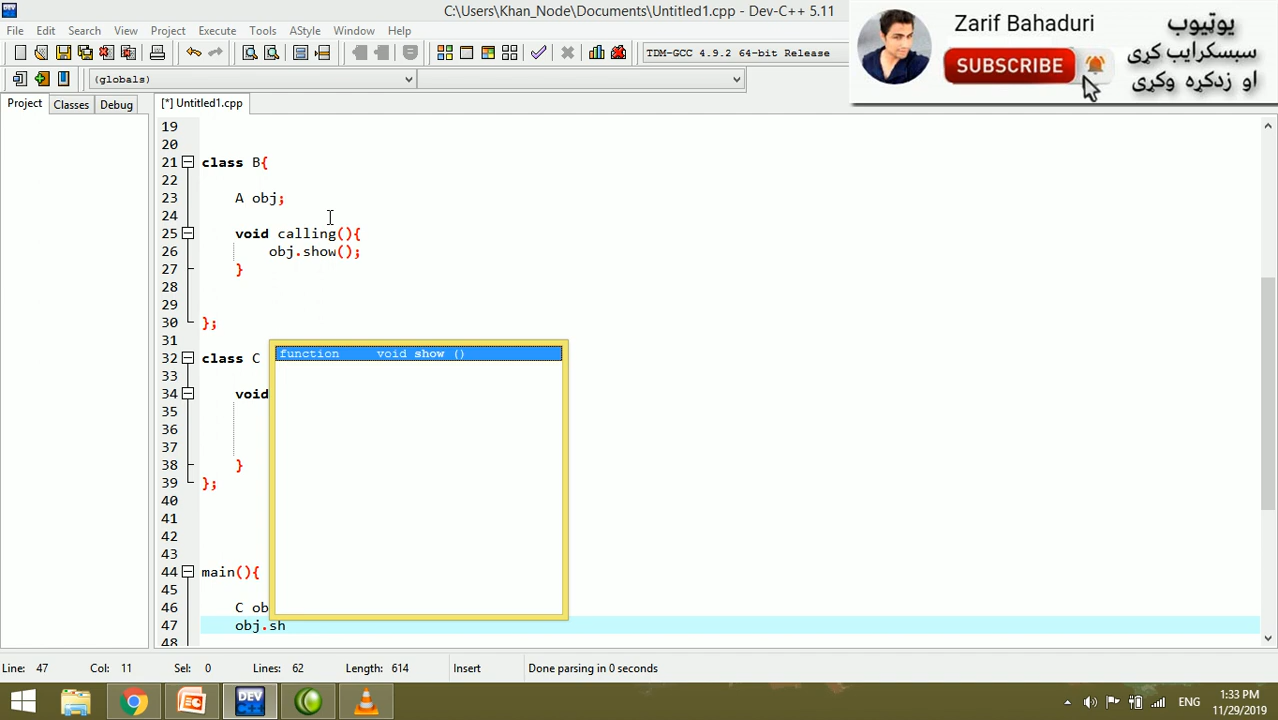 C:\Users\Khan_Node\Documents\Untitled1.cpp - Dev-C++ 5.11
File Edit Search View Project Execute Tools AStyle Window Help
TDM-GCC 4.9.2 64-bit Release
(globals)
Project Classes Debug
[*] Untitled1.cpp
Zarif Bahaduri
SUBSCRIBE
یوټیوب
سبسکرایب کړی
او زدکړه وکړی
19
20
21 class B{
22
23 A obj;
24
25 void calling(){
26 obj.show();
27 }
28
29
30 };
31
32 class C
33
34 void
35
36
37
38 }
39 };
40
41
42
43
44 main(){
45
46 C ob
47 obj.sh
48
function void show ()
Line: 47 Col: 11 Sel: 0 Lines: 62 Length: 614 Insert Done parsing in 0 seconds
DEV C++
ENG
1:33 PM
11/29/2019